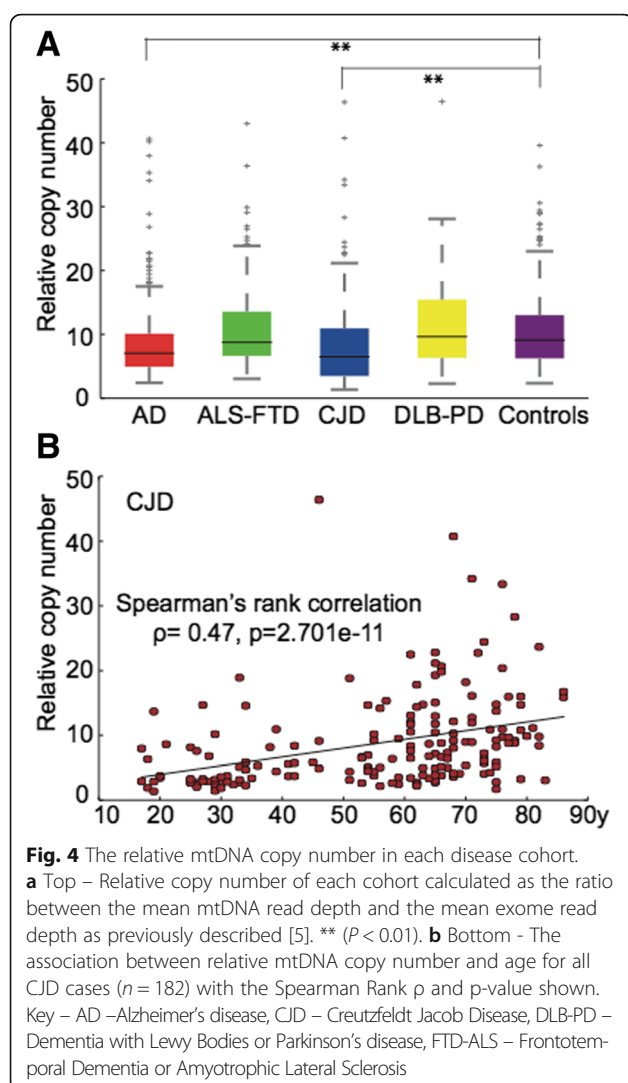 A
**
**
Relative copy number
50
40
30
20
10
0
AD ALS-FTD CJD DLB-PD Controls
B
Relative copy number
50
40
30
20
10
0
CJD
Spearman's rank correlation
ρ= 0.47, p=2.701e-11
10 20 30 40 50 60 70 80 90y
Fig. 4 The relative mtDNA copy number in each disease cohort.
a Top – Relative copy number of each cohort calculated as the ratio
between the mean mtDNA read depth and the mean exome read
depth as previously described [5]. ** (P < 0.01). b Bottom - The
association between relative mtDNA copy number and age for all
CJD cases (n = 182) with the Spearman Rank ρ and p-value shown.
Key – AD –Alzheimer's disease, CJD – Creutzfeldt Jacob Disease, DLB-PD –
Dementia with Lewy Bodies or Parkinson's disease, FTD-ALS – Frontotem-
poral Dementia or Amyotrophic Lateral Sclerosis